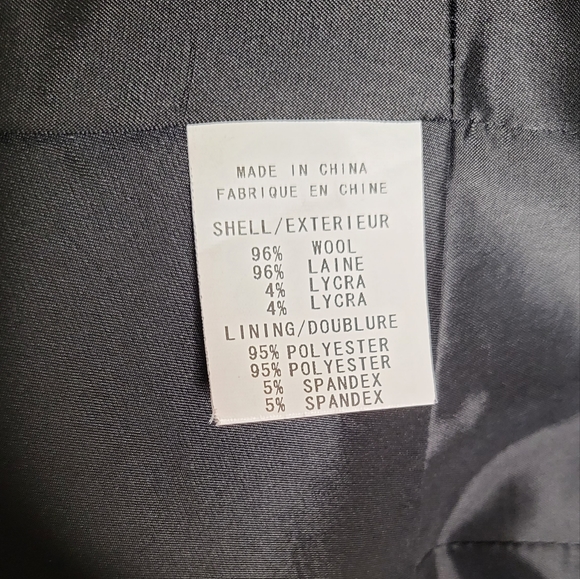 MADE IN CHINA
FABRIQUE EN CHINE
SHELL/EXTERIEUR
96% WOOL
96% LAINE
4% LYCRA
4% LYCRA
LINING/DOUBLURE
95% POLYESTER
95% POLYESTER
5% SPANDEX
5% SPANDEX